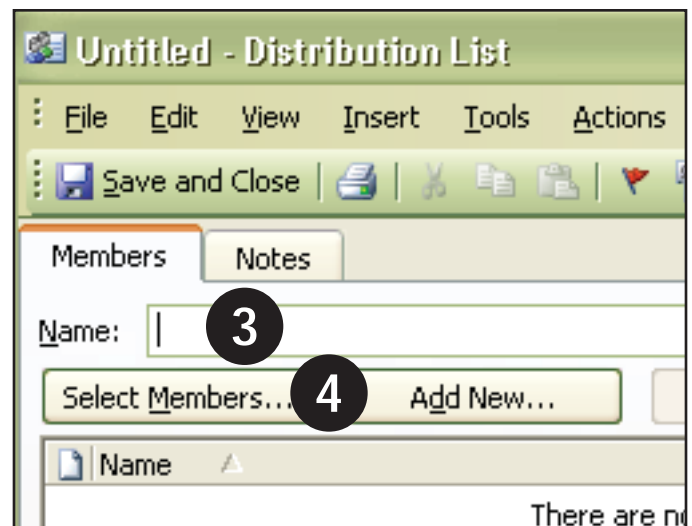 Untitled - Distribution List
File Edit View Insert Tools Actions
Save and Close
Members Notes
Name: 3
Select Members... 4 Add New...
Name
There are